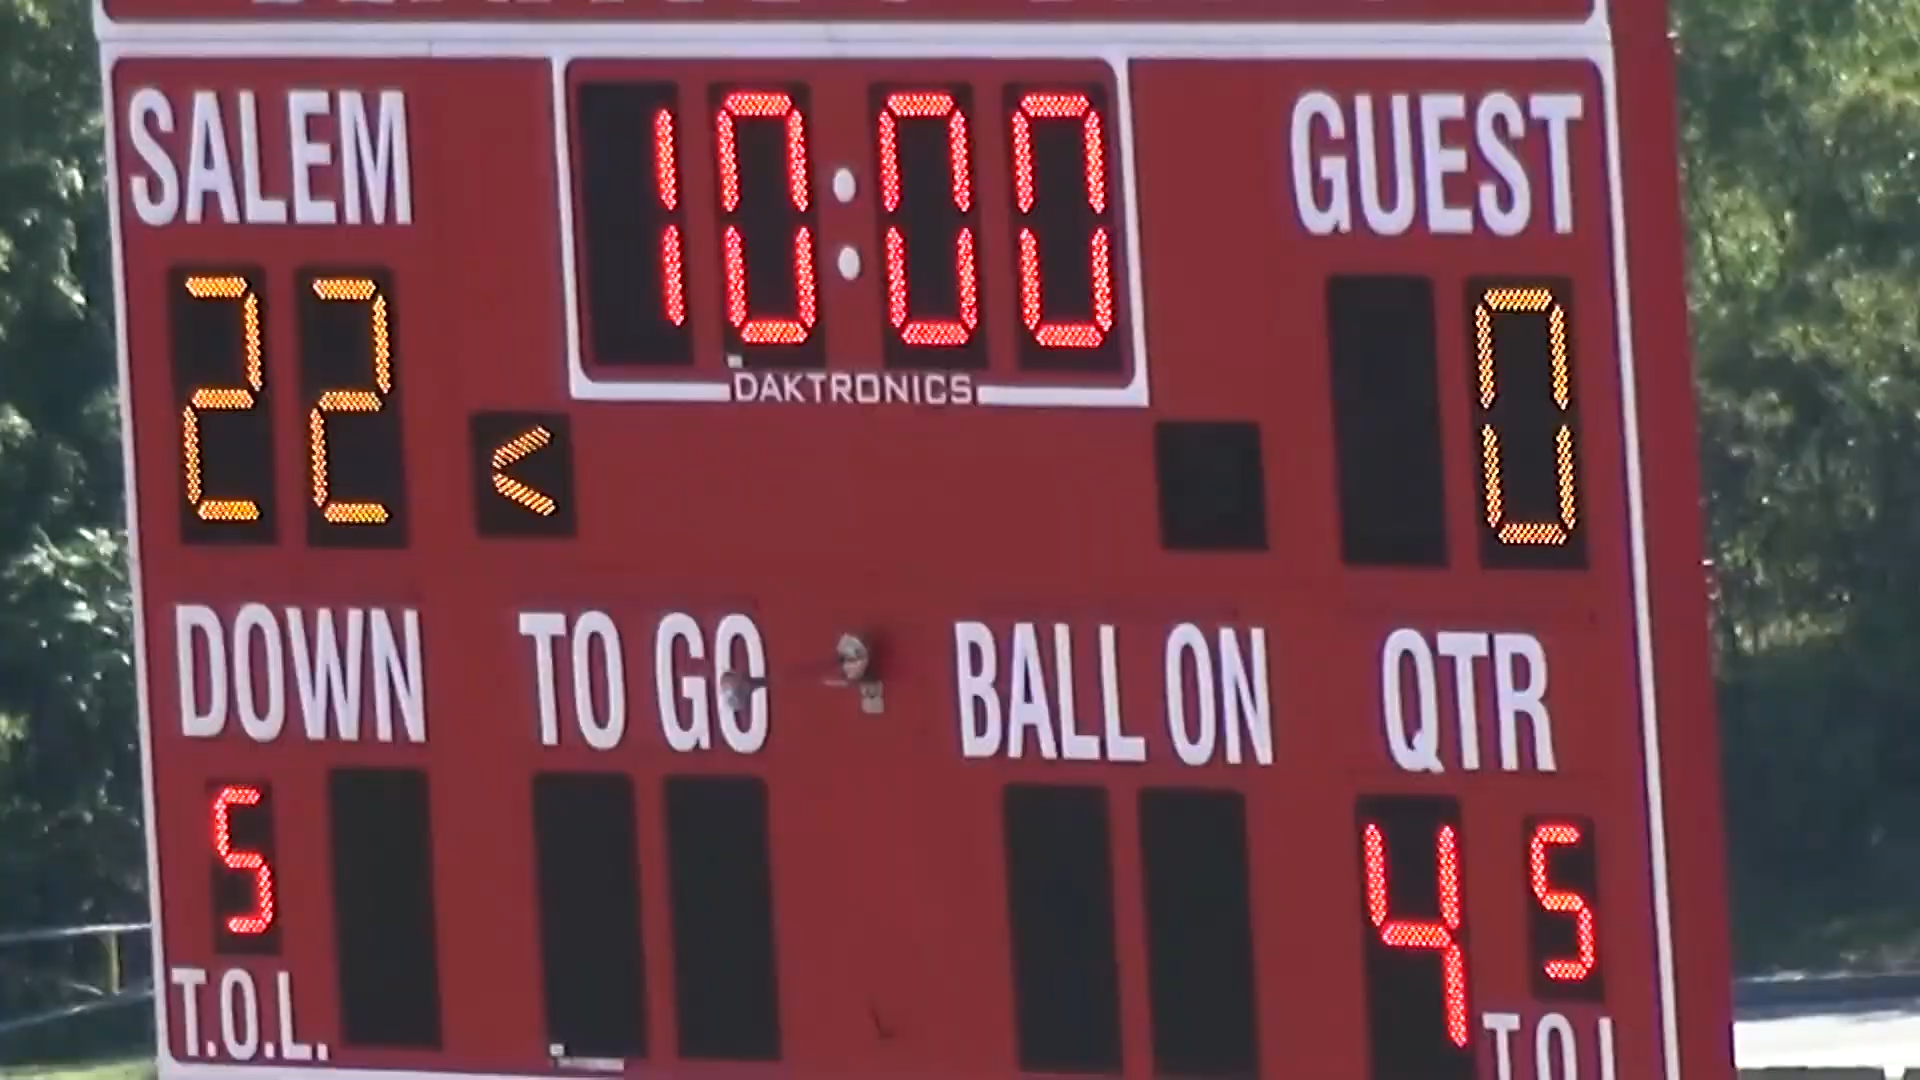 SALEM 10:00 GUEST
DAKTRONICS
22 < 0
DOWN TO GO BALL ON QTR
5 4 5
T.O.L. T.O.L